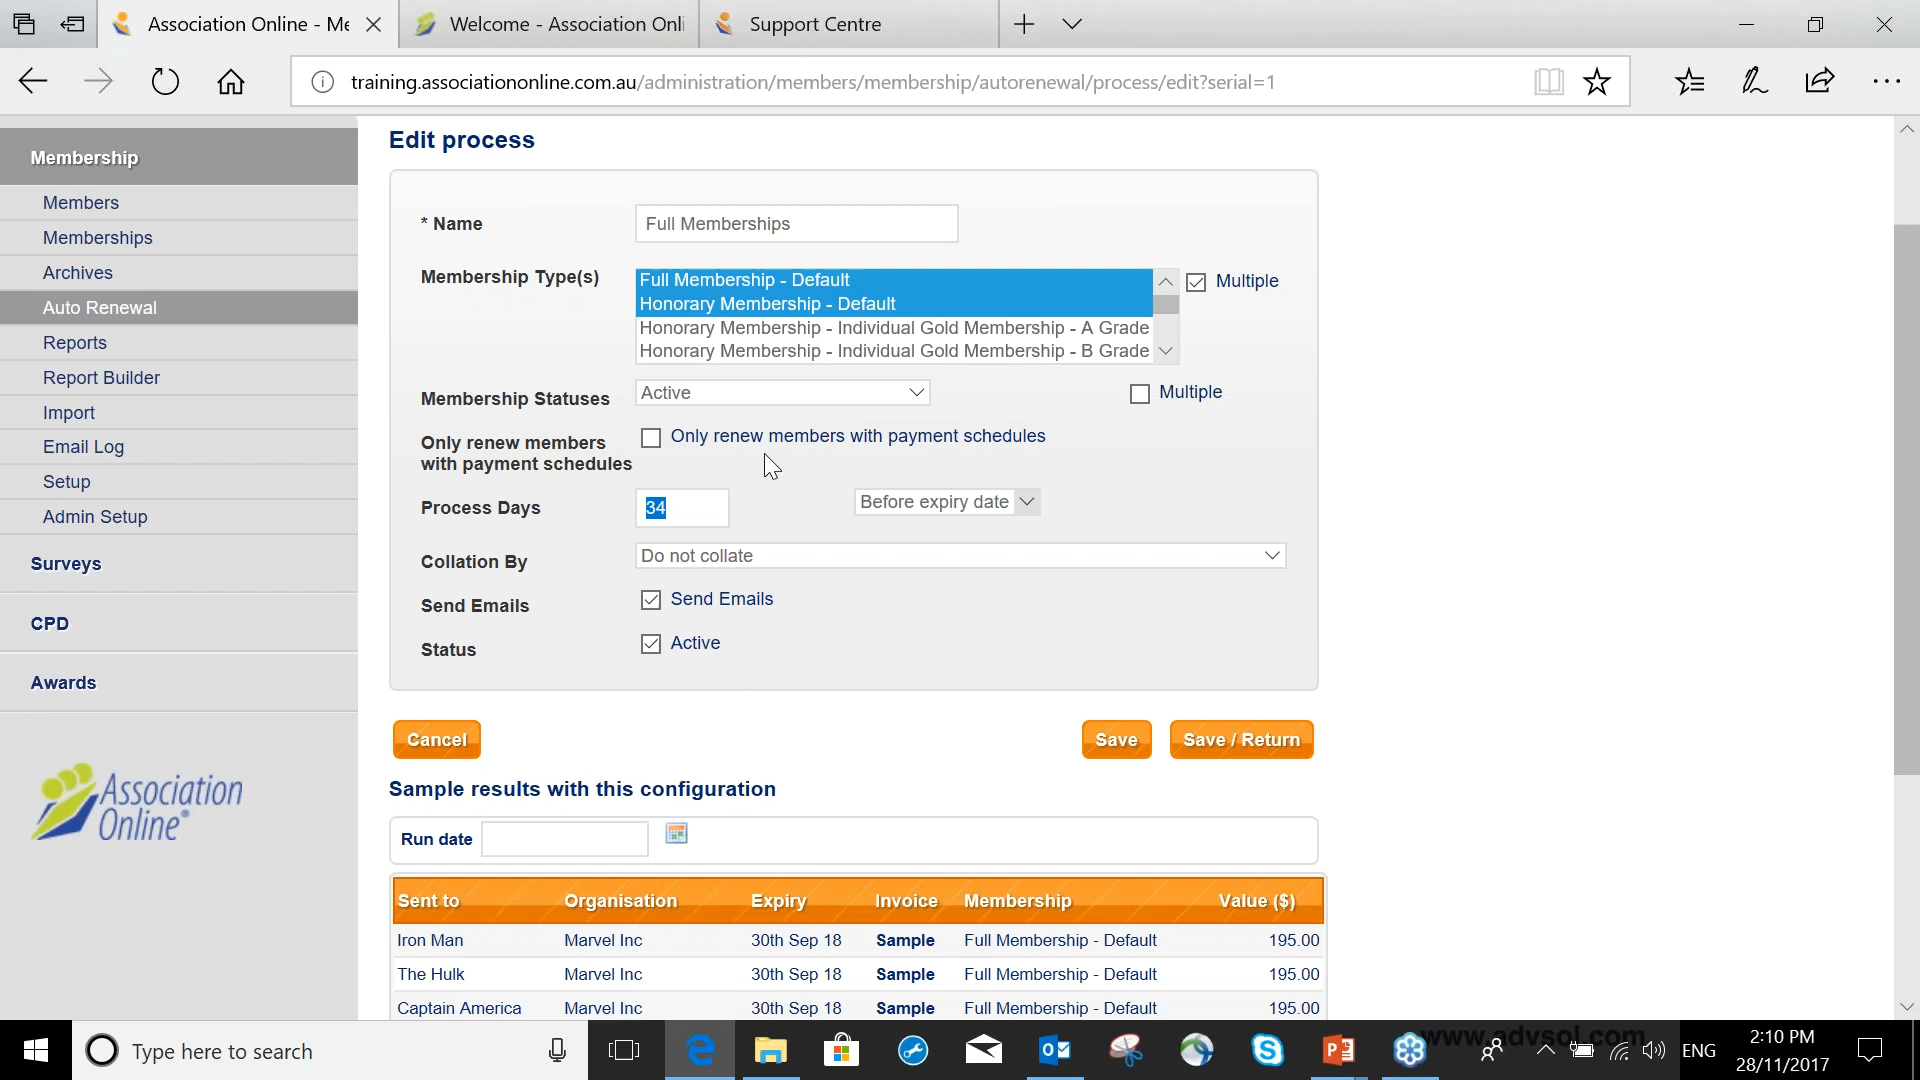 Association Online - Me
Welcome - Association Onli
Support Centre
training.associationonline.com.au/administration/members/membership/autorenewal/process/edit?serial=1
Membership
Members
Memberships
Archives
Auto Renewal
Reports
Report Builder
Import
Email Log
Setup
Admin Setup
Surveys
CPD
Awards
Association
Online®
Edit process
* Name
Full Memberships
Membership Type(s)
Full Membership - Default
Honorary Membership - Default
Honorary Membership - Individual Gold Membership - A Grade
Honorary Membership - Individual Gold Membership - B Grade
Multiple
Membership Statuses
Active
Multiple
Only renew members
with payment schedules
Only renew members with payment schedules
Process Days
34
Before expiry date
Collation By
Do not collate
Send Emails
Send Emails
Status
Active
Cancel
Save
Save / Return
Sample results with this configuration
Run date
Sent to Organisation Expiry Invoice Membership Value ($)
Iron Man Marvel Inc 30th Sep 18 Sample Full Membership - Default 195.00
The Hulk Marvel Inc 30th Sep 18 Sample Full Membership - Default 195.00
Captain America Marvel Inc 30th Sep 18 Sample Full Membership - Default 195.00
Type here to search
www.advsol.com
ENG
2:10 PM
28/11/2017